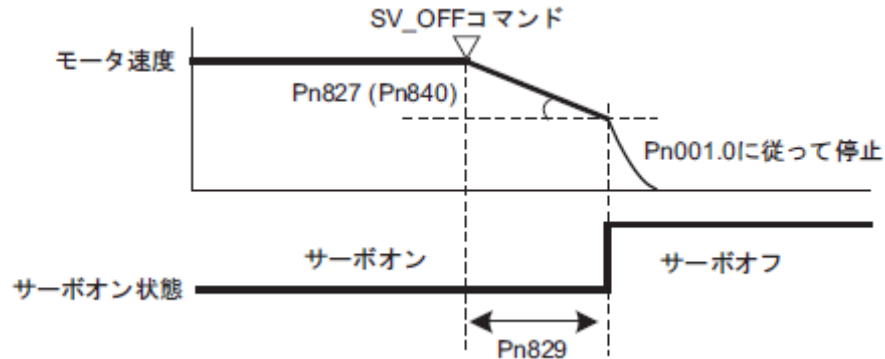 SV_OFFコマンド
モータ速度
Pn827 (Pn840)
Pn001.0に従って停止
サーボオン
サーボオフ
サーボオン状態
Pn829